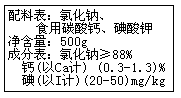 配料表：氯化钠、
食用碳酸钙、碘酸钾
净含量：500g
成分表：氯化钠≥88%
钙(以Ca计) (0.3-1.3)%
碘(以I计)(20-50)mg/kg